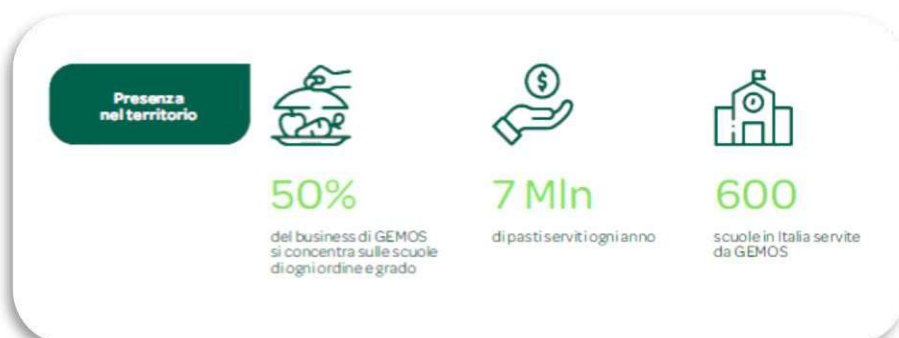 Presenza
nel territorio
50%
del business di GEMOS
si concentra sulle scuole
di ogni ordine e grado
7 Mln
di pasti serviti ogni anno
600
scuole in Italia servite
da GEMOS